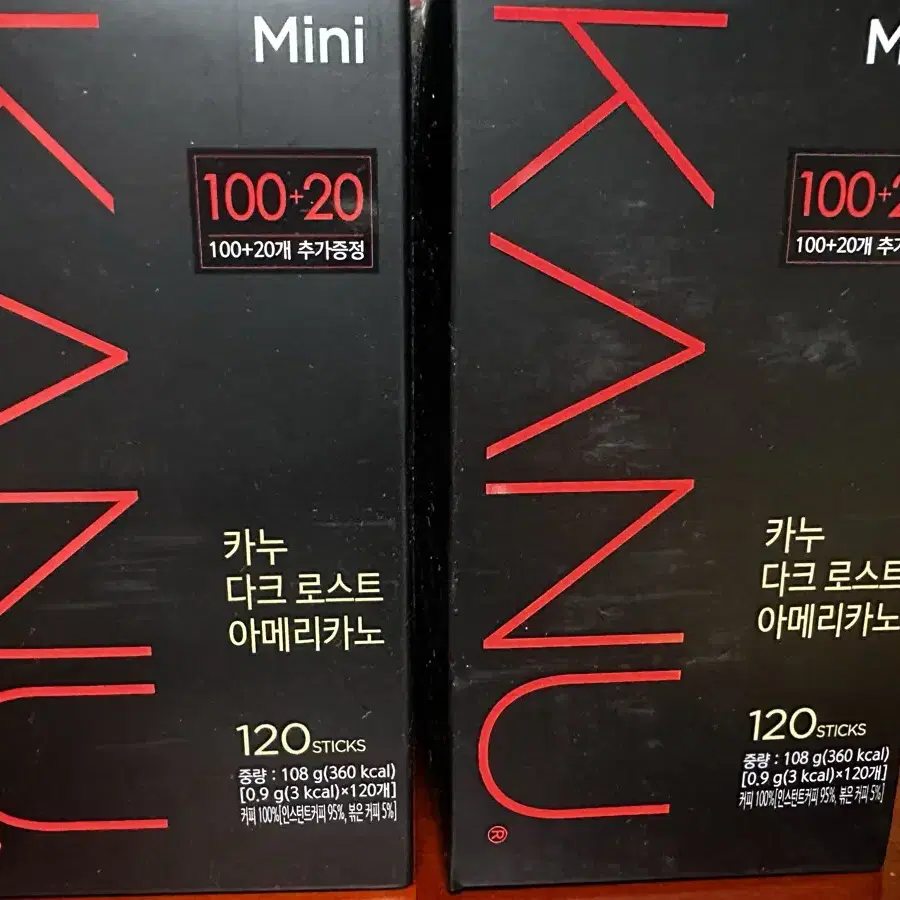 Mini
100+20
100+20개 추가증정
KANU
카누
다크 로스트
아메리카노
120 STICKS
중량 : 108 g(360 kcal)
[0.9 g(3 kcal)×120개]
커피 100%[인스턴트커피 95%, 볶은 커피 5%]
M
100+2
100+20개 추가
KANU®
카누
다크 로스트
아메리카노
120 STICKS
중량 : 108 g(360 kcal)
[0.9 g(3 kcal)×120개]
커피 100%[인스턴트커피 95%, 볶은 커피 5%]